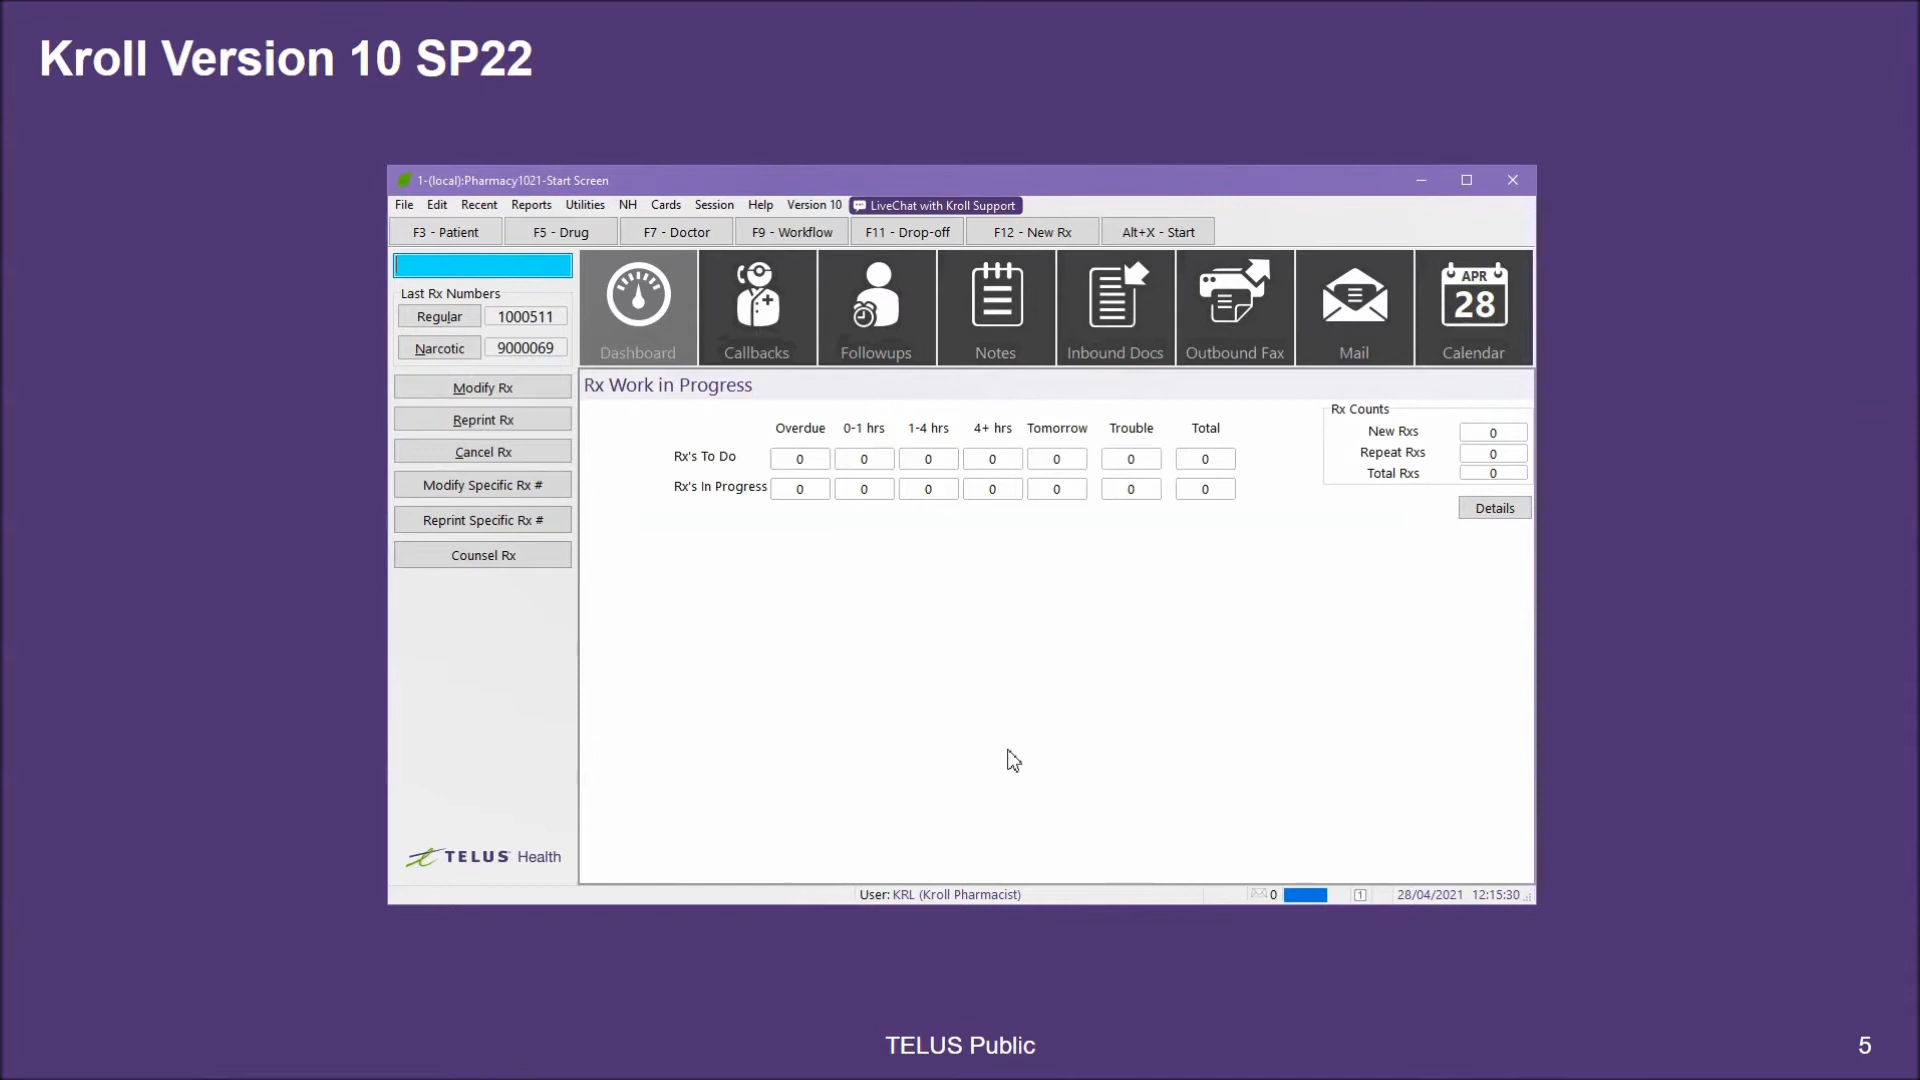 Kroll Version 10 SP22
1-(local):Pharmacy1021-Start Screen
File Edit Recent Reports Utilities NH Cards Session Help Version 10 LiveChat with Kroll Support
F3 - Patient F5 - Drug F7 - Doctor F9 - Workflow F11 - Drop-off F12 - New Rx Alt+X - Start
Last Rx Numbers
Regular 1000511
Narcotic 9000069
Modify Rx
Reprint Rx
Cancel Rx
Modify Specific Rx #
Reprint Specific Rx #
Counsel Rx
TELUS Health
APR
28
Dashboard Callbacks Followups Notes Inbound Docs Outbound Fax Mail Calendar
Rx Work in Progress
Overdue 0-1 hrs 1-4 hrs 4+ hrs Tomorrow Trouble Total
Rx's To Do 0 0 0 0 0 0 0
Rx's In Progress 0 0 0 0 0 0 0
Rx Counts
New Rxs 0
Repeat Rxs 0
Total Rxs 0
Details
User: KRL (Kroll Pharmacist) 0 1 28/04/2021 12:15:30
TELUS Public
5